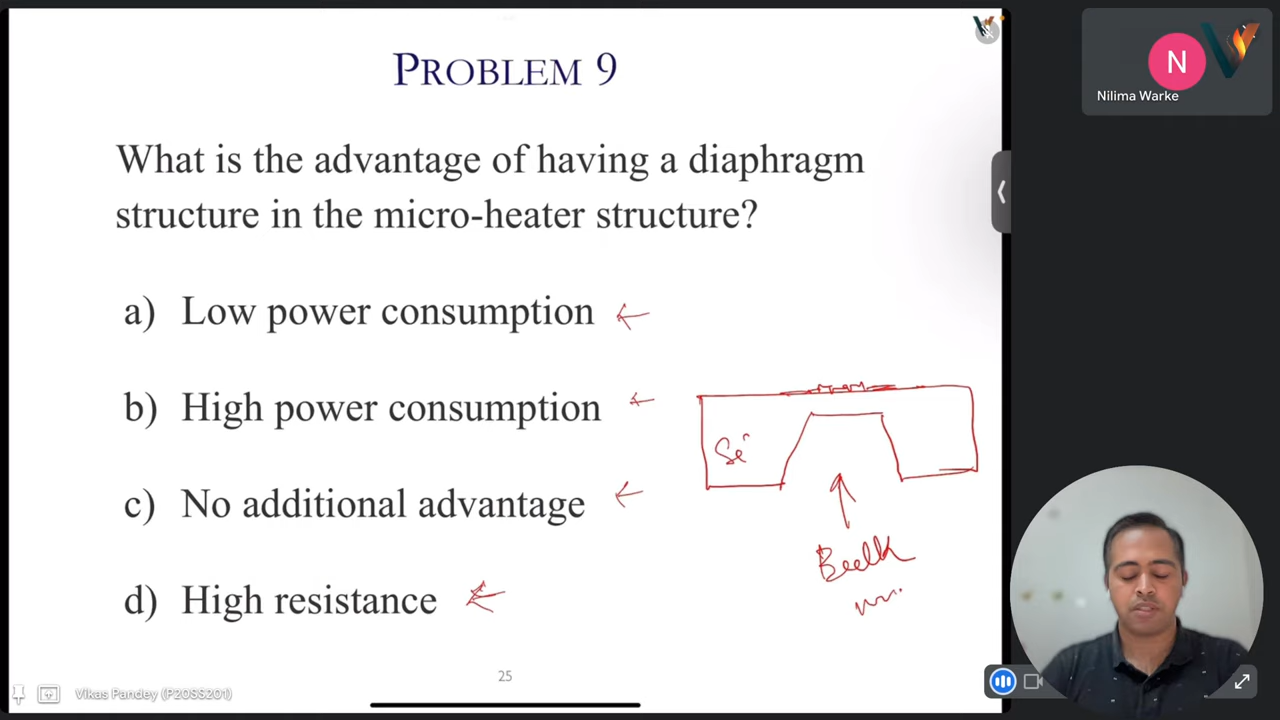 PROBLEM 9
What is the advantage of having a diaphragm
structure in the micro-heater structure?
a) Low power consumption
b) High power consumption
c) No additional advantage
d) High resistance
Si
Bulk
25
N
Nilima Warke
Vikas Pandey (P20SS201)